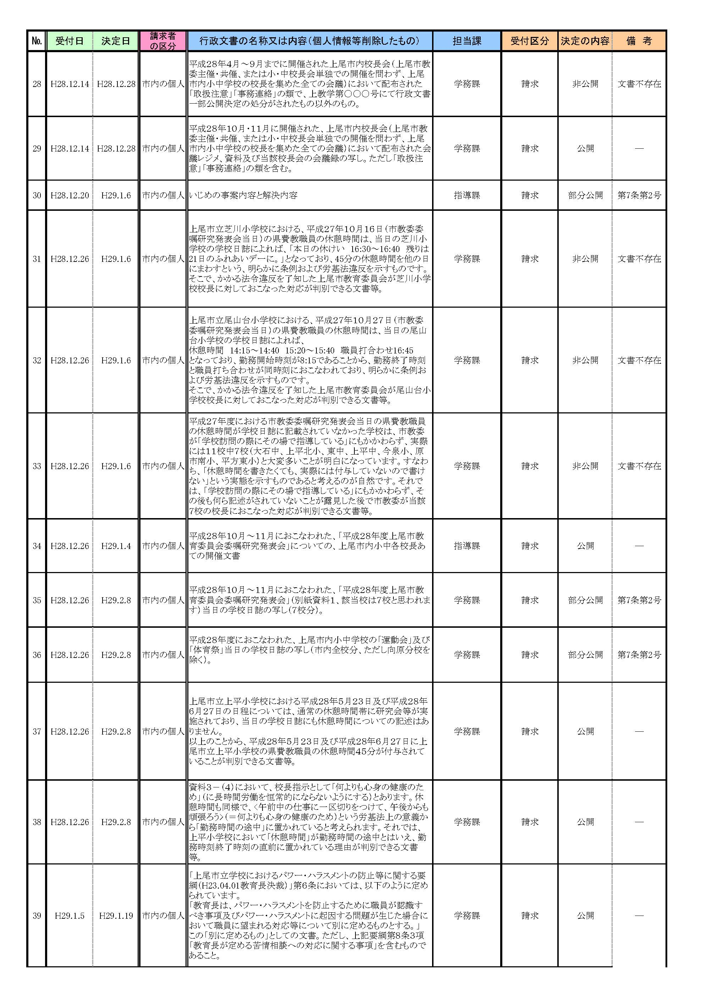 No. 受付日 決定日 請求者の区分 行政文書の名称又は内容(個人情報等削除したもの) 担当課 受付区分 決定の内容 備 考
28 H28.12.14 H28.12.28 市内の個人
平成28年4月～9月までに開催された上尾市内校長会(上尾市教
委主催・共催、または小・中校長会単独での開催を問わず、上尾
市内小中学校の校長を集めた全ての会議)において配布された
「取扱注意」「事務連絡」の類で、上教学第○○○号にて行政文書
一部公開決定の処分がされたもの以外のもの。
学務課 請求 非公開 文書不存在
29 H28.12.14 H28.12.28 市内の個人
平成28年10月・11月に開催された、上尾市内校長会(上尾市教
委主催・共催、または小・中校長会単独での開催を問わず、上尾
市内小中学校の校長を集めた全ての会議)において配布された会
議レジメ、資料及び当該校長会の会議録の写し。ただし「取扱注
意」「事務連絡」の類を含む。
学務課 請求 公開 ―
30 H28.12.20 H29.1.6 市内の個人 いじめの事案内容と解決内容 指導課 請求 部分公開 第7条第2号
31 H28.12.26 H29.1.6 市内の個人
上尾市立芝川小学校における、平成27年10月16日(市教委委
嘱研究発表会当日)の県費教職員の休憩時間は、当日の芝川小
学校の学校日誌によれば、「本日の休けい 16:30～16:40 残りは
21日のふれあいデーに。」となっており、45分の休憩時間を他の日
にまわすという、明らかに条例および労基法違反を示すものです。
そこで、かかる法令違反を了知した上尾市教育委員会が芝川小学
校校長に対しておこなった対応が判別できる文書等。
学務課 請求 非公開 文書不存在
32 H28.12.26 H29.1.6 市内の個人
上尾市立尾山台小学校における、平成27年10月27日(市教委
委嘱研究発表会当日)の県費教職員の休憩時間は、当日の尾山
台小学校の学校日誌によれば、
休憩時間 14:15～14:40 15:20～15:40 職員打合わせ16:45
となっており、勤務開始時刻が8:15であることから、勤務終了時刻
と職員打ち合わせが同時刻におこなわれており、明らかに条例お
よび労基法違反を示すものです。
そこで、かかる法令違反を了知した上尾市教育委員会が尾山台小
学校校長に対しておこなった対応が判別できる文書等。
学務課 請求 非公開 文書不存在
33 H28.12.26 H29.1.6 市内の個人
平成27年度における市教委委嘱研究発表会当日の県費教職員
の休憩時間が学校日誌に記載されていなかった学校は、市教委
が「学校訪問の際にその場で指導している」にもかかわらず、実際
には11校中7校(大石中、上平北小、東中、上平中、今泉小、原
市南小、平方東小)と大変多いことが明白になっています。すなわ
ち、「休憩時間を書きたくても、実際には付与していないので書け
ない」という実態を示すものであると考えるのが自然です。それで
は、「学校訪問の際にその場で指導している」にもかかわらず、そ
の後も何ら記述がされていないことが露見した後で市教委が当該
7校の校長におこなった対応が判別できる文書等。
学務課 請求 非公開 文書不存在
34 H28.12.26 H29.1.4 市内の個人
平成28年10月～11月におこなわれた、「平成28年度上尾市教
育委員会委嘱研究発表会」についての、上尾市内小中各校長あ
ての開催文書
指導課 請求 公開 ―
35 H28.12.26 H29.2.8 市内の個人
平成28年10月～11月におこなわれた、「平成28年度上尾市教
育委員会委嘱研究発表会」(別紙資料1、該当校は7校と思われま
す)当日の学校日誌の写し(7校分)。
学務課 請求 部分公開 第7条第2号
36 H28.12.26 H29.2.8 市内の個人
平成28年度におこなわれた、上尾市内小中学校の「運動会」及び
「体育祭」当日の学校日誌の写し(市内全校分、ただし向原分校を
除く)。
学務課 請求 部分公開 第7条第2号
37 H28.12.26 H29.2.8 市内の個人
上尾市立上平小学校における平成28年5月23日及び平成28年
6月27日の日程については、通常の休憩時間帯に研究会等が実
施されており、当日の学校日誌にも休憩時間についての記述はあ
りません。
以上のことから、平成28年5月23日及び平成28年6月27日に上
尾市立上平小学校の県費教職員の休憩時間45分が付与されて
いることが判別できる文書等。
学務課 請求 公開 ―
38 H28.12.26 H29.2.8 市内の個人
資料3－(4)において、校長指示として「何よりも心身の健康のた
め」(に長時間労働を恒常的にならないようにする)とあります。休
憩時間も同様で、<午前中の仕事に一区切りをつけて、午後からも
頑張ろう>(＝何よりも心身の健康のため)という労基法上の意義か
ら「勤務時間の途中」に置かれていると考えられます。それでは、
上平小学校において「休憩時間」が勤務時間の途中とはいえ、勤
務時刻終了時刻の直前に置かれている理由が判別できる文書
等。
学務課 請求 公開 ―
39 H29.1.5 H29.1.19 市内の個人
「上尾市立学校におけるパワー・ハラスメントの防止等に関する要
綱(H23.04.01教育長決裁)」第6条においては、以下のように定め
られています。
「教育長は、パワー・ハラスメントを防止するために職員が認識す
べき事項及びパワー・ハラスメントに起因する問題が生じた場合に
おいて職員に望まれる対応等について別に定めるものとする。」
この「別に定めるもの」としての文書。ただし、上記要綱第8条3項
「教育長が定める苦情相談への対応に関する事項」を含むもので
あること。
学務課 請求 公開 ―